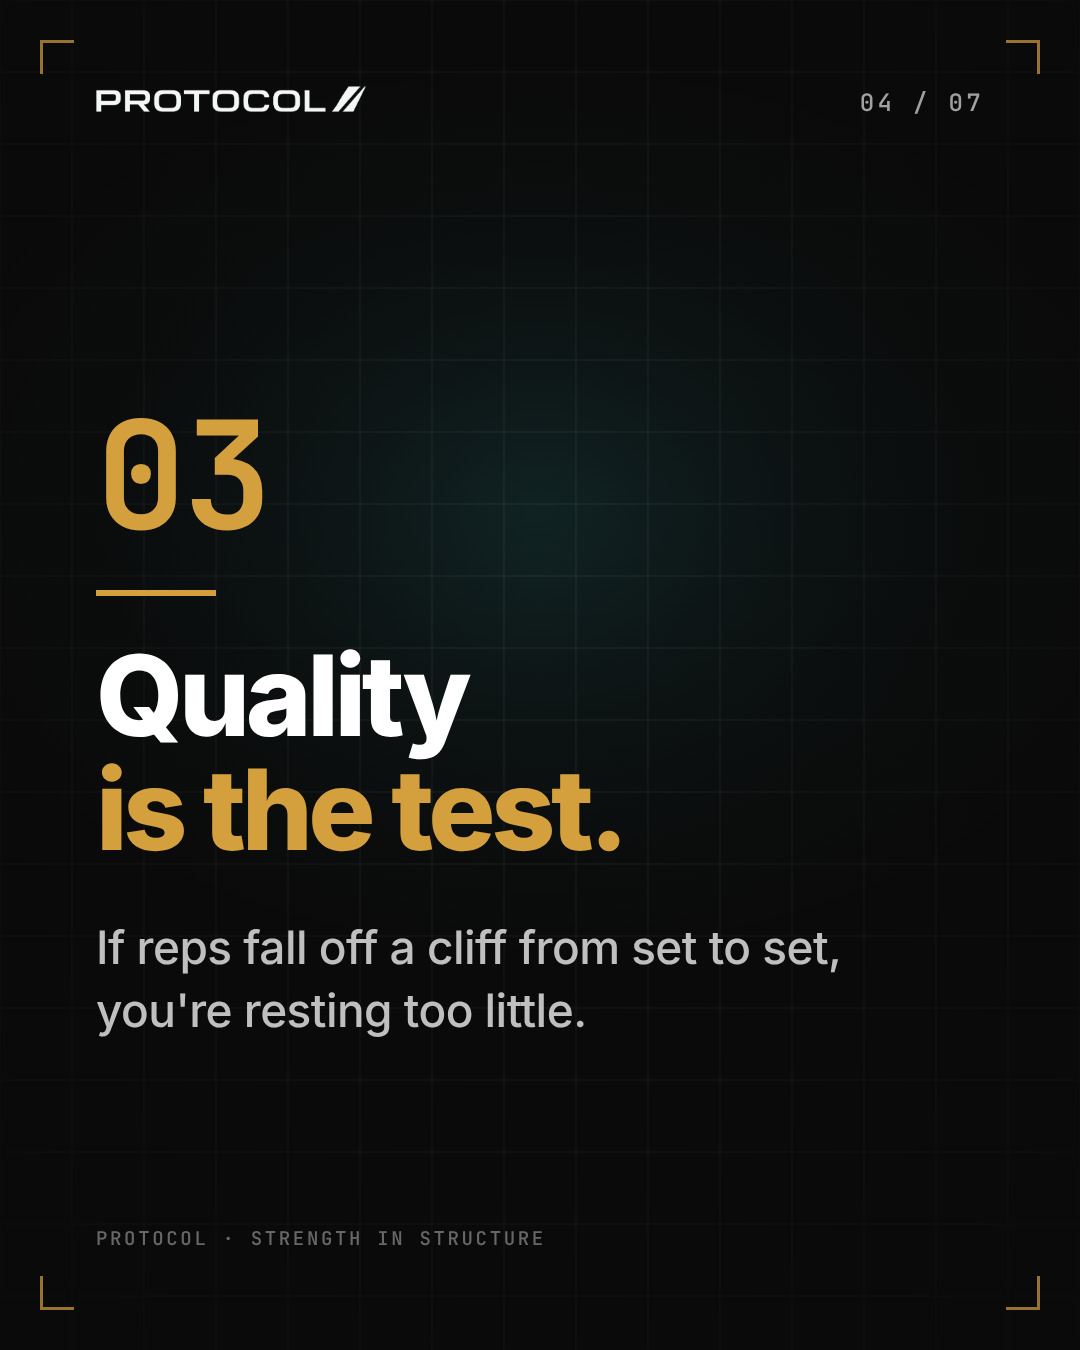 PROTOCOL
04 / 07
03
Quality
is the test.
If reps fall off a cliff from set to set,
you're resting too little.
PROTOCOL · STRENGTH IN STRUCTURE